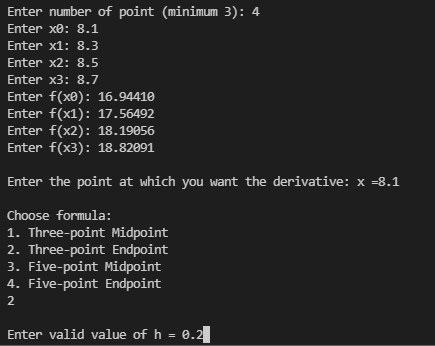 Enter number of point (minimum 3): 4
Enter x0: 8.1
Enter x1: 8.3
Enter x2: 8.5
Enter x3: 8.7
Enter f(x0): 16.94410
Enter f(x1): 17.56492
Enter f(x2): 18.19056
Enter f(x3): 18.82091
Enter the point at which you want the derivative: x =8.1
Choose formula:
1. Three-point Midpoint
2. Three-point Endpoint
3. Five-point Midpoint
4. Five-point Endpoint
2
Enter valid value of h = 0.2